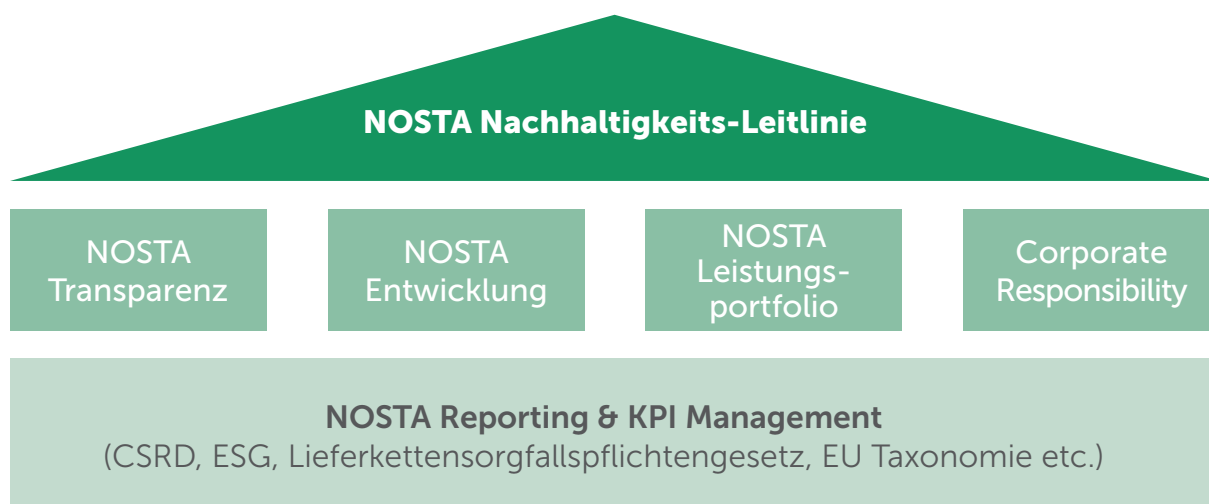 NOSTA Nachhaltigkeits-Leitlinie
NOSTA
Transparenz
NOSTA
Entwicklung
NOSTA
Leistungs-
portfolio
Corporate
Responsibility
NOSTA Reporting & KPI Management
(CSRD, ESG, Lieferkettensorgfallspflichtengesetz, EU Taxonomie etc.)